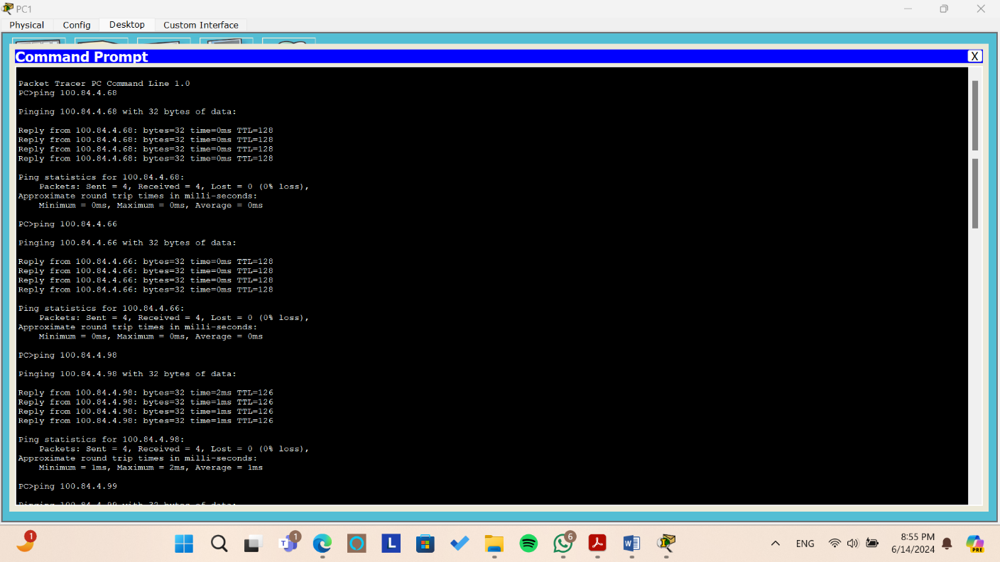 PC1
Physical Config Desktop Custom Interface
Command Prompt X
Packet Tracer PC Command Line 1.0
PC>ping 100.84.4.68
Pinging 100.84.4.68 with 32 bytes of data:
Reply from 100.84.4.68: bytes=32 time=0ms TTL=128
Reply from 100.84.4.68: bytes=32 time=0ms TTL=128
Reply from 100.84.4.68: bytes=32 time=0ms TTL=128
Reply from 100.84.4.68: bytes=32 time=0ms TTL=128
Ping statistics for 100.84.4.68:
Packets: Sent = 4, Received = 4, Lost = 0 (0% loss),
Approximate round trip times in milli-seconds:
Minimum = 0ms, Maximum = 0ms, Average = 0ms
PC>ping 100.84.4.66
Pinging 100.84.4.66 with 32 bytes of data:
Reply from 100.84.4.66: bytes=32 time=0ms TTL=128
Reply from 100.84.4.66: bytes=32 time=0ms TTL=128
Reply from 100.84.4.66: bytes=32 time=0ms TTL=128
Reply from 100.84.4.66: bytes=32 time=0ms TTL=128
Ping statistics for 100.84.4.66:
Packets: Sent = 4, Received = 4, Lost = 0 (0% loss),
Approximate round trip times in milli-seconds:
Minimum = 0ms, Maximum = 0ms, Average = 0ms
PC>ping 100.84.4.98
Pinging 100.84.4.98 with 32 bytes of data:
Reply from 100.84.4.98: bytes=32 time=2ms TTL=126
Reply from 100.84.4.98: bytes=32 time=1ms TTL=126
Reply from 100.84.4.98: bytes=32 time=1ms TTL=126
Reply from 100.84.4.98: bytes=32 time=1ms TTL=126
Ping statistics for 100.84.4.98:
Packets: Sent = 4, Received = 4, Lost = 0 (0% loss),
Approximate round trip times in milli-seconds:
Minimum = 1ms, Maximum = 2ms, Average = 1ms
PC>ping 100.84.4.99
Pinging 100.84.4.99 with 32 bytes of data:
1 T 1 L 6 W ENG 8:55 PM PRE
6/14/2024